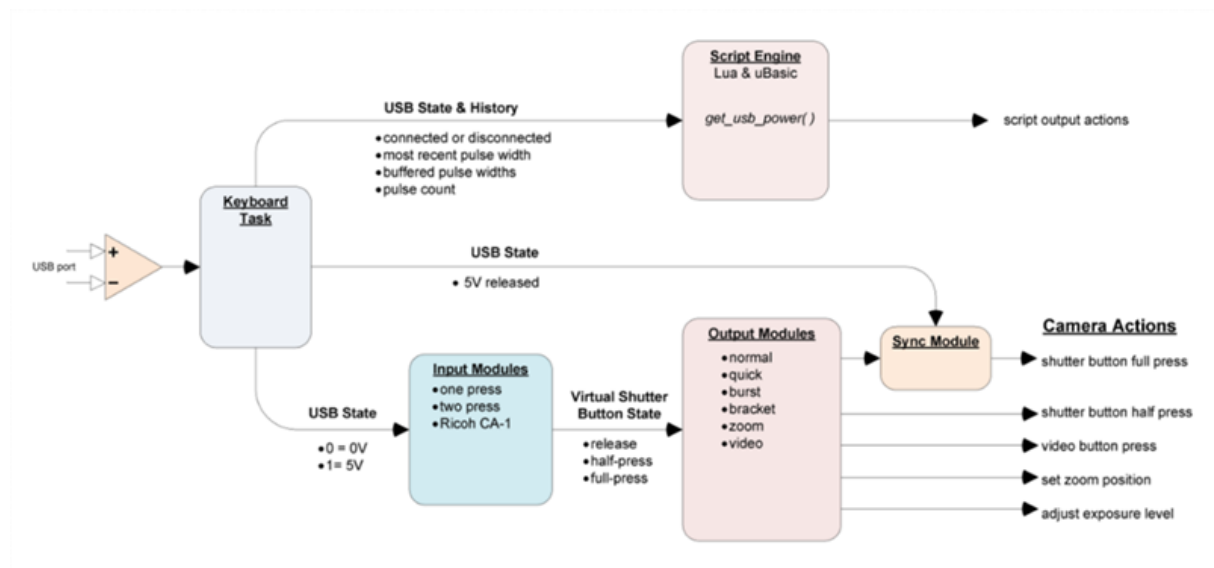 Script Engine
Lua & uBasic
get_usb_power( )
script output actions
USB State & History
•connected or disconnected
•most recent pulse width
•buffered pulse widths
•pulse count
Keyboard
Task
USB port
+
−
USB State
• 5V released
Input Modules
•one press
•two press
•Ricoh CA-1
USB State
•0 = 0V
•1= 5V
Virtual Shutter
Button State
•release
•half-press
•full-press
Output Modules
•normal
•quick
•burst
•bracket
•zoom
•video
Sync Module
Camera Actions
shutter button full press
shutter button half press
video button press
set zoom position
adjust exposure level